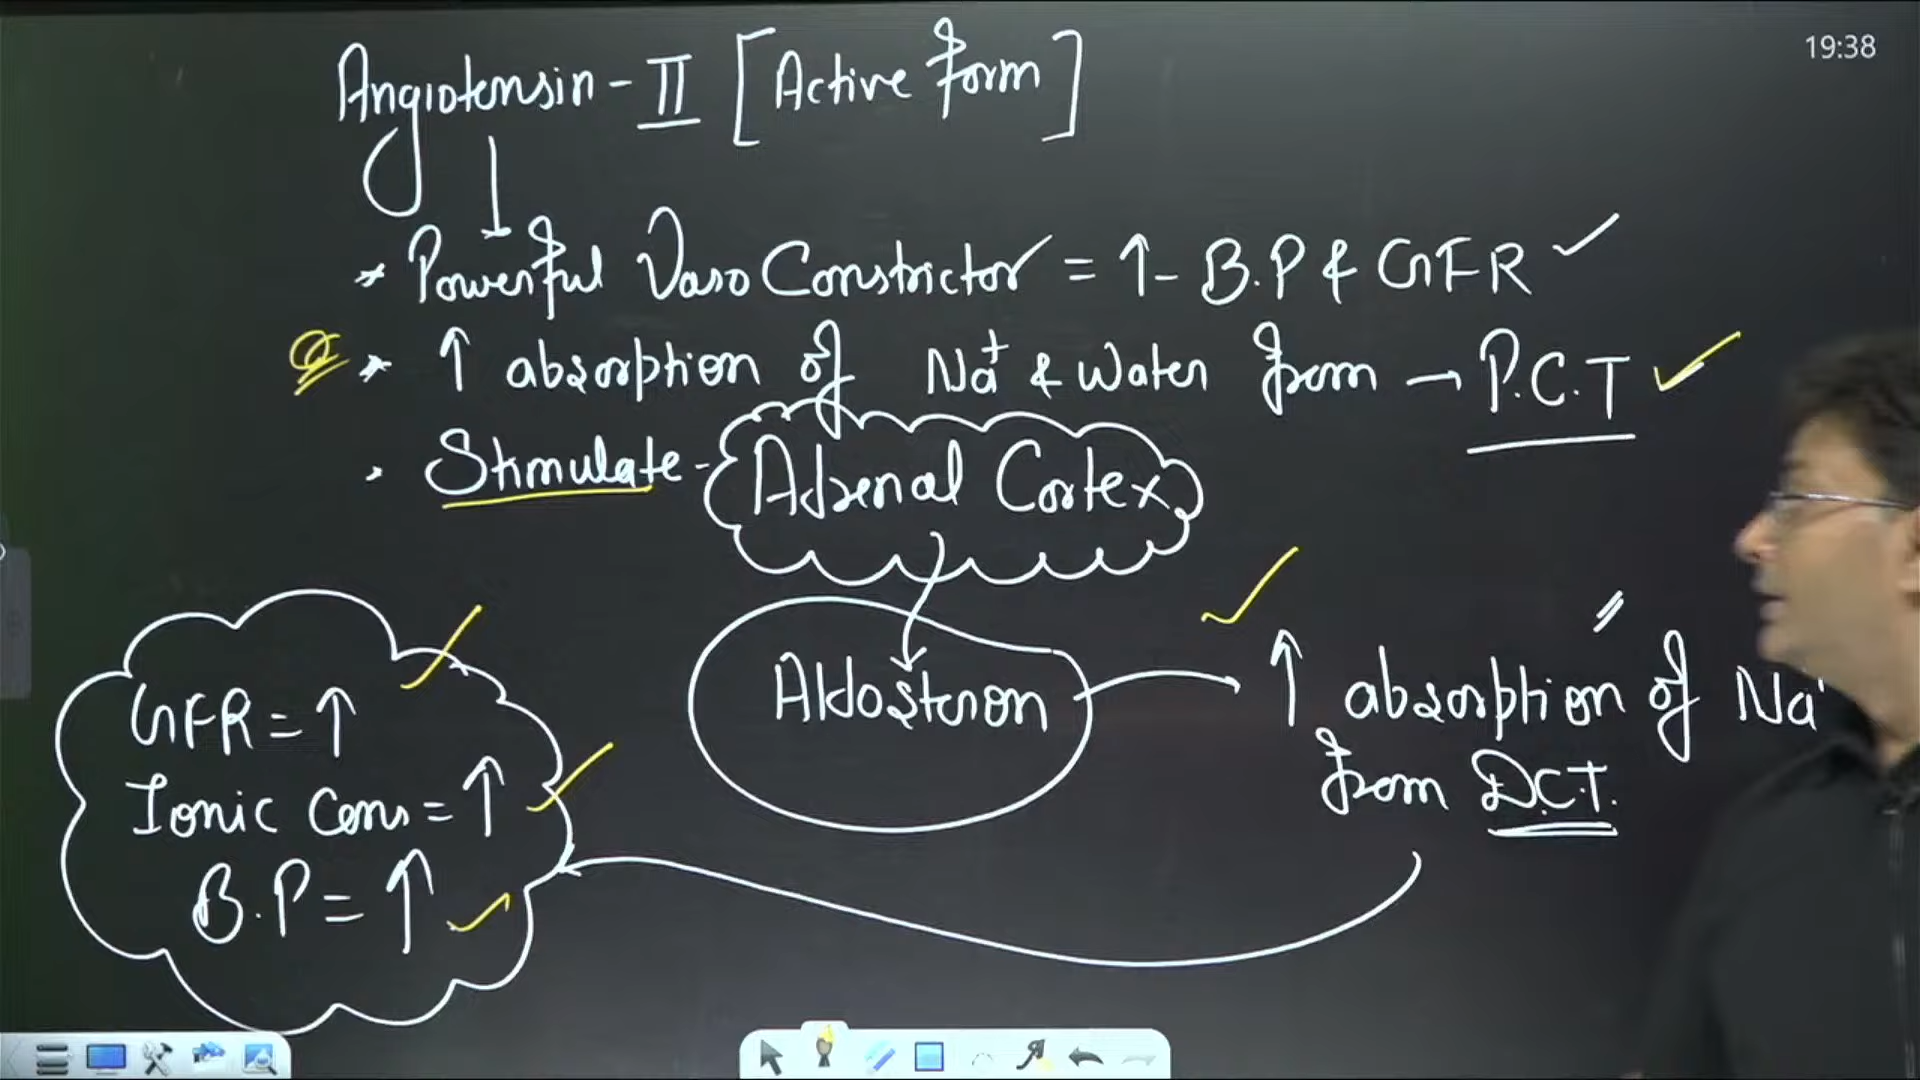 19:38
Angiotensin - II [Active form]
* Powerful Vaso Constrictor = ↑ - B.P & GFR ✓
Q * ↑ absorption of Na+ & Water from → P.C.T ✓
• Stimulate - Adrenal Cortex
Aldosteron
↑ absorption of Na+
from D.C.T.
GFR = ↑
Ionic Cons = ↑
B.P = ↑